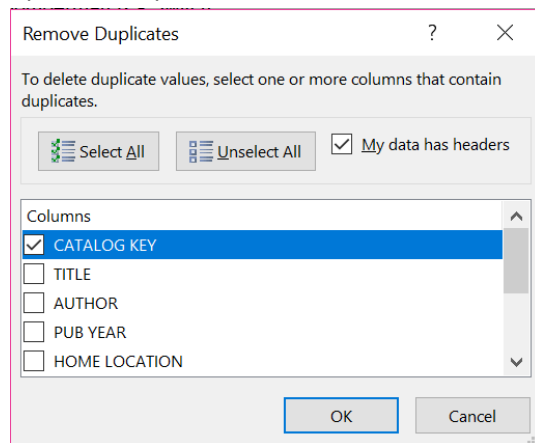 Remove Duplicates ?
To delete duplicate values, select one or more columns that contain
duplicates.
Select All Unselect All My data has headers
Columns
CATALOG KEY
TITLE
AUTHOR
PUB YEAR
HOME LOCATION
OK Cancel